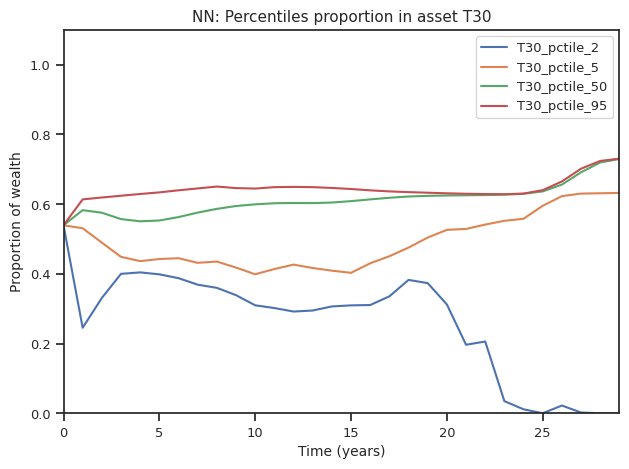 NN: Percentiles proportion in asset T30
T30_pctile_2
T30_pctile_5
T30_pctile_50
T30_pctile_95
Proportion of wealth
1.0
0.8
0.6
0.4
0.2
0.0
0 5 10 15 20 25
Time (years)